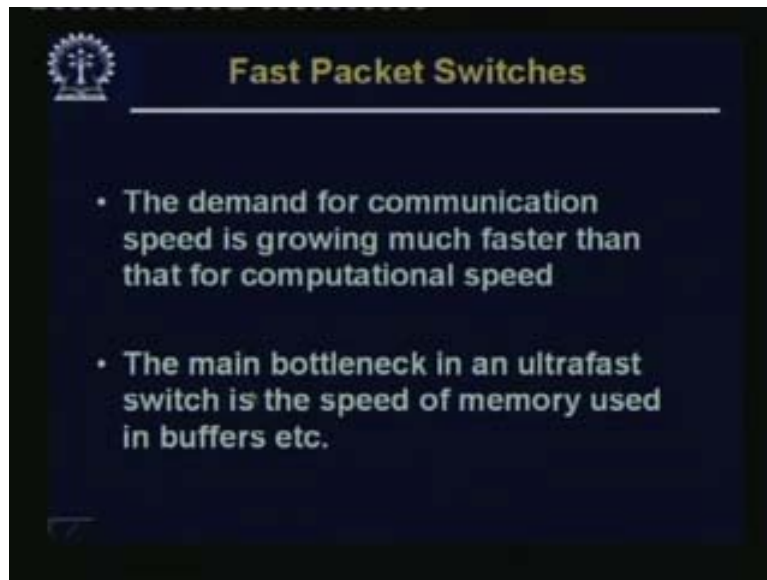 Fast Packet Switches
• The demand for communication
speed is growing much faster than
that for computational speed
• The main bottleneck in an ultrafast
switch is the speed of memory used
in buffers etc.